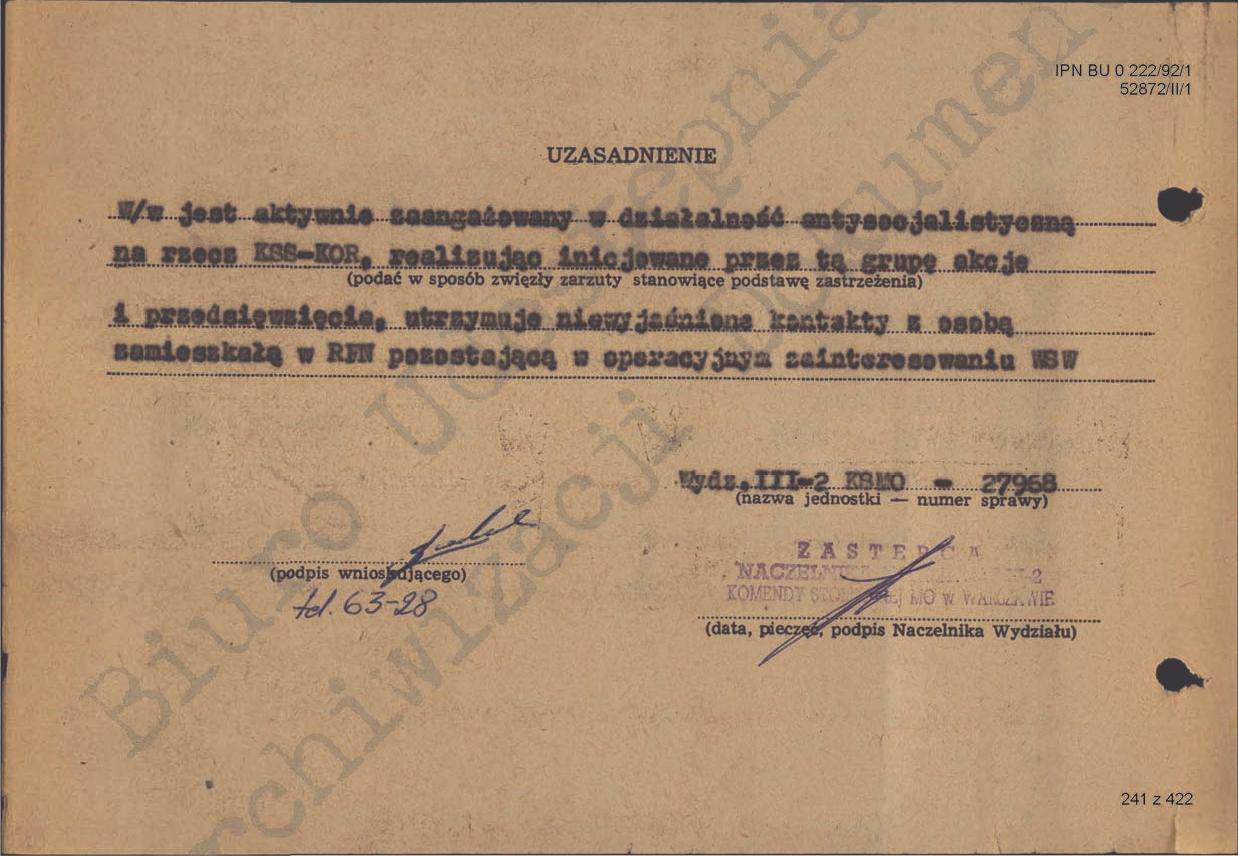 IPN BU 0 222/92/1
52872/II/1
UZASADNIENIE
W/w jest aktywnie zaangażowany w działalność antysocjalistyczną
na rzecz KSS-KOR, realizując inicjowane przez tą grupę akcje
(podać w sposób zwięzły zarzuty stanowiące podstawę zastrzeżenia)
i przedsięwzięcia, utrzymuje niewyjaśnione kontakty z osobą
zamieszkałą w RFN pozostającą w operacyjnym zainteresowaniu WSW
Wydz.III-2 KSMO - 27968
(nazwa jednostki — numer sprawy)
(podpis wnioskującego)
tel. 63-28
ZASTĘPCA
NACZELNIKA III-2
KOMENDY STOŁECZNEJ MO w WARSZAWIE
(data, pieczęć, podpis Naczelnika Wydziału)
Biuro Udostępniania
Archiwizacji Dokumentów
241 z 422